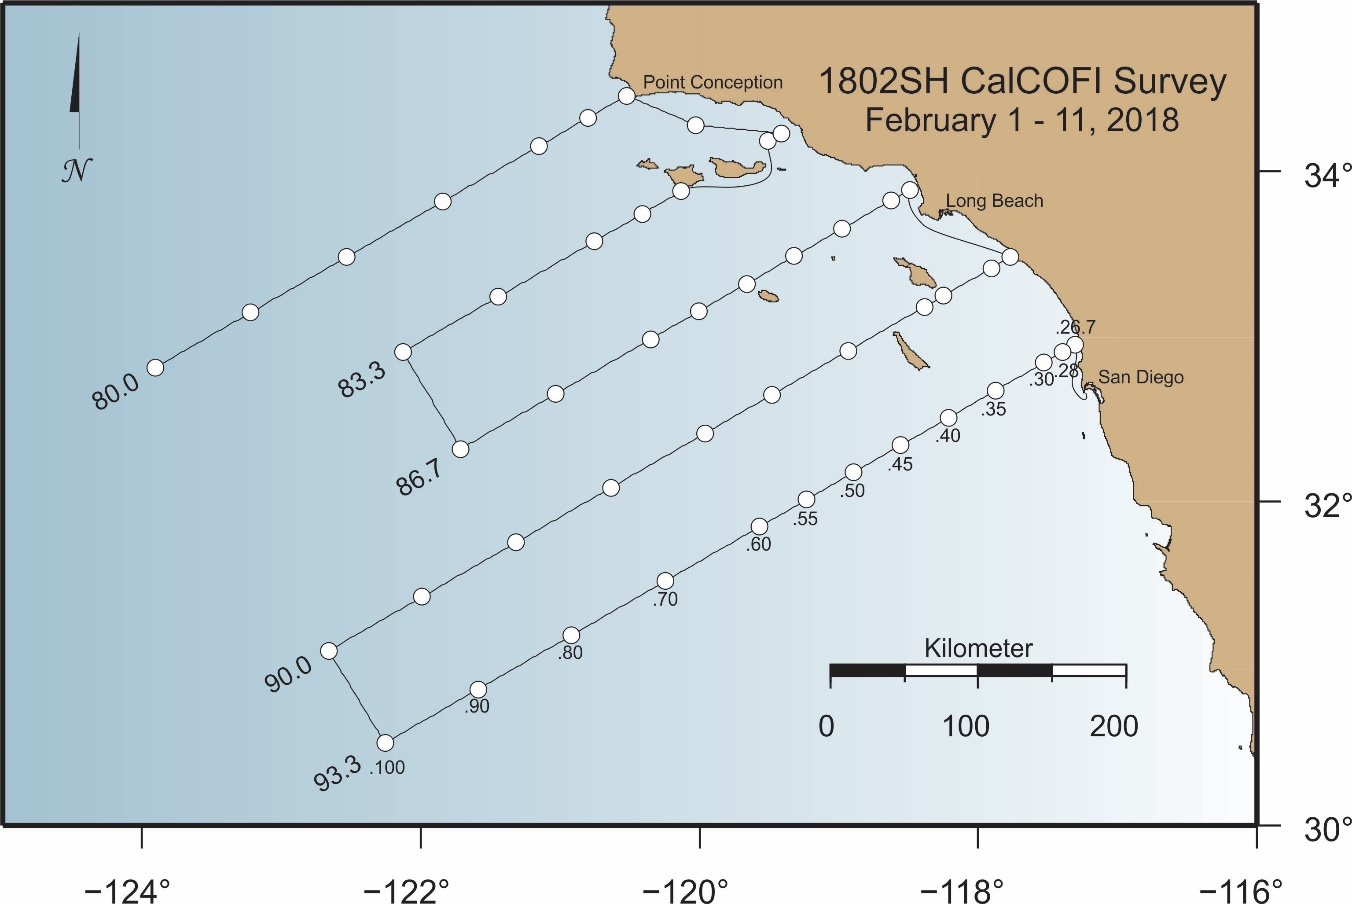 Point Conception
1802SH CalCOFI Survey
February 1 - 11, 2018
N
34°
Long Beach
.26.7
80.0
83.3
.30
.28
San Diego
.35
.40
86.7
.45
.50
32°
.55
.60
.70
Kilometer
.80
90.0
.90
0 100 200
93.3
.100
30°
−124° −122° −120° −118° −116°